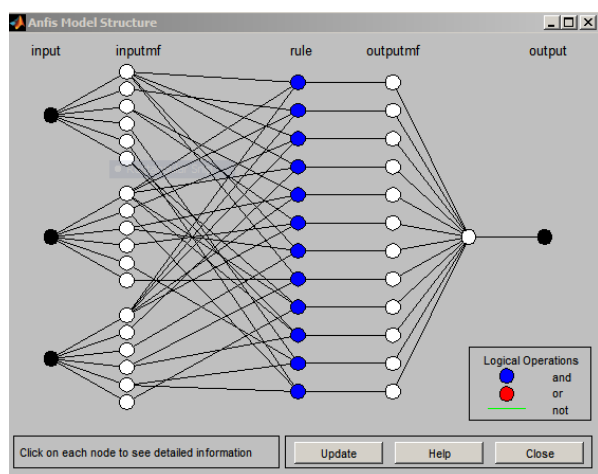 Anfis Model Structure
input inputmf rule outputmf output
Logical Operations
and
or
not
Click on each node to see detailed information
Update Help Close